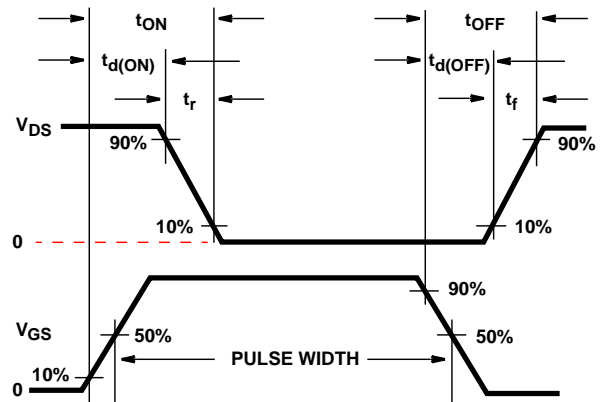 tON tOFF
td(ON) td(OFF)
tr tf
VDS
90% 90%
10% 10%
0
90%
VGS 50% 50%
PULSE WIDTH
10%
0